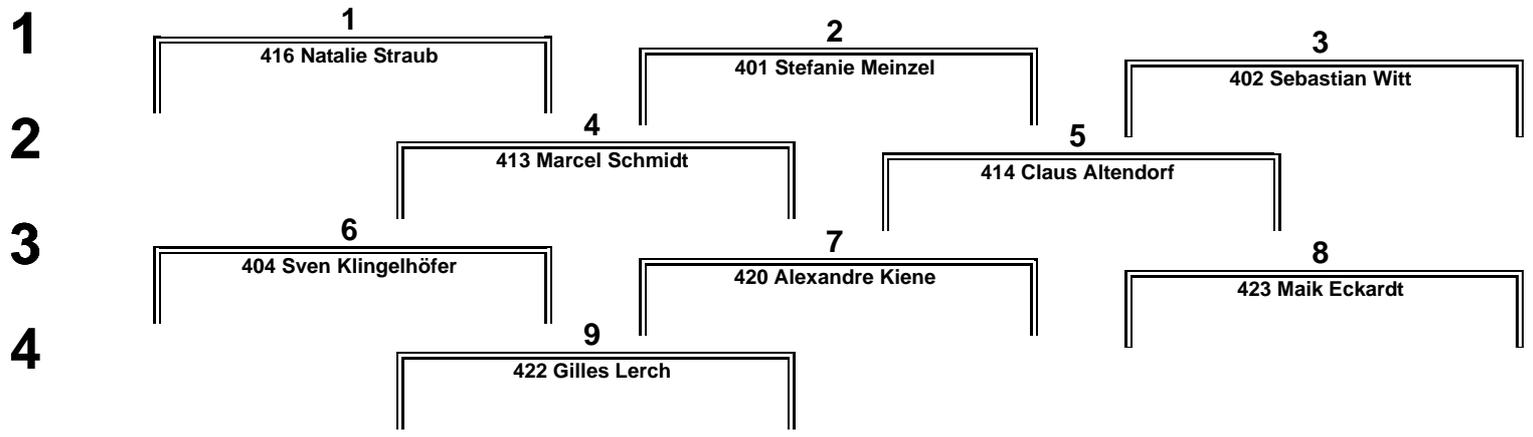 1
1
416 Natalie Straub
2
401 Stefanie Meinzel
3
402 Sebastian Witt
2
4
413 Marcel Schmidt
5
414 Claus Altendorf
3
6
404 Sven Klingelhöfer
7
420 Alexandre Kiene
8
423 Maik Eckardt
4
9
422 Gilles Lerch